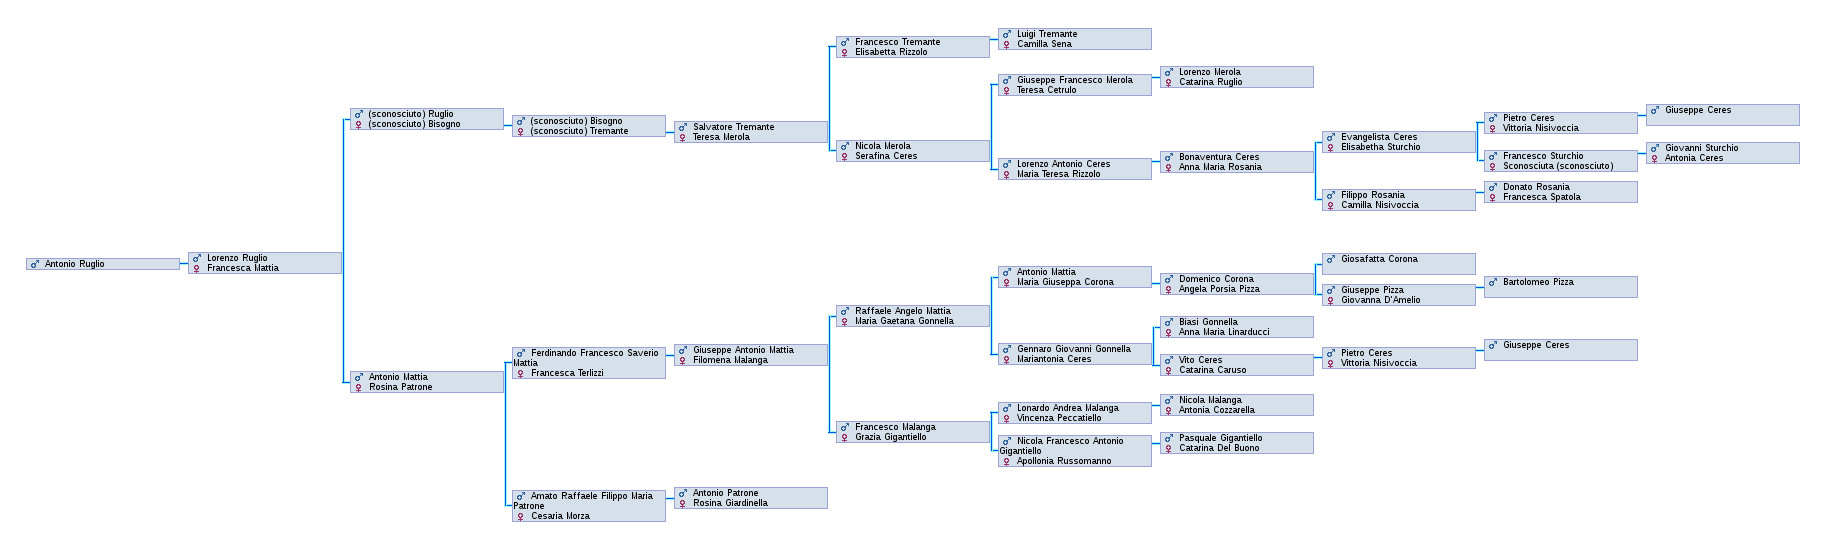 Antonio Ruglio
Lorenzo Ruglio
Francesca Mattia
(sconosciuto) Ruglio
(sconosciuto) Bisogno
Antonio Mattia
Rosina Patrone
(sconosciuto) Bisogno
(sconosciuto) Tremante
Ferdinando Francesco Saverio
Mattia
Francesca Terlizzi
Amato Raffaele Filippo Maria
Patrone
Cesaria Morza
Salvatore Tremante
Teresa Merola
Giuseppe Antonio Mattia
Filomena Malanga
Antonio Patrone
Rosina Giardinella
Francesco Tremante
Elisabetta Rizzolo
Nicola Merola
Serafina Ceres
Raffaele Angelo Mattia
Maria Gaetana Gonnella
Francesco Malanga
Grazia Gigantiello
Luigi Tremante
Camilla Sena
Giuseppe Francesco Merola
Teresa Cetrulo
Lorenzo Antonio Ceres
Maria Teresa Rizzolo
Antonio Mattia
Maria Giuseppa Corona
Gennaro Giovanni Gonnella
Mariantonia Ceres
Lonardo Andrea Malanga
Vincenza Peccatiello
Nicola Francesco Antonio
Gigantiello
Apollonia Russomanno
Lorenzo Merola
Catarina Ruglio
Bonaventura Ceres
Anna Maria Rosania
Domenico Corona
Angela Porsia Pizza
Biasi Gonnella
Anna Maria Linarducci
Vito Ceres
Catarina Caruso
Nicola Malanga
Antonia Cozzarella
Pasquale Gigantiello
Catarina Del Buono
Evangelista Ceres
Elisabetha Sturchio
Filippo Rosania
Camilla Nisivoccia
Giosafatta Corona
Giuseppe Pizza
Giovanna D'Amelio
Pietro Ceres
Vittoria Nisivoccia
Pietro Ceres
Vittoria Nisivoccia
Francesco Sturchio
Sconosciuta (sconosciuto)
Donato Rosania
Francesca Spatola
Bartolomeo Pizza
Giuseppe Ceres
Giuseppe Ceres
Giovanni Sturchio
Antonia Ceres